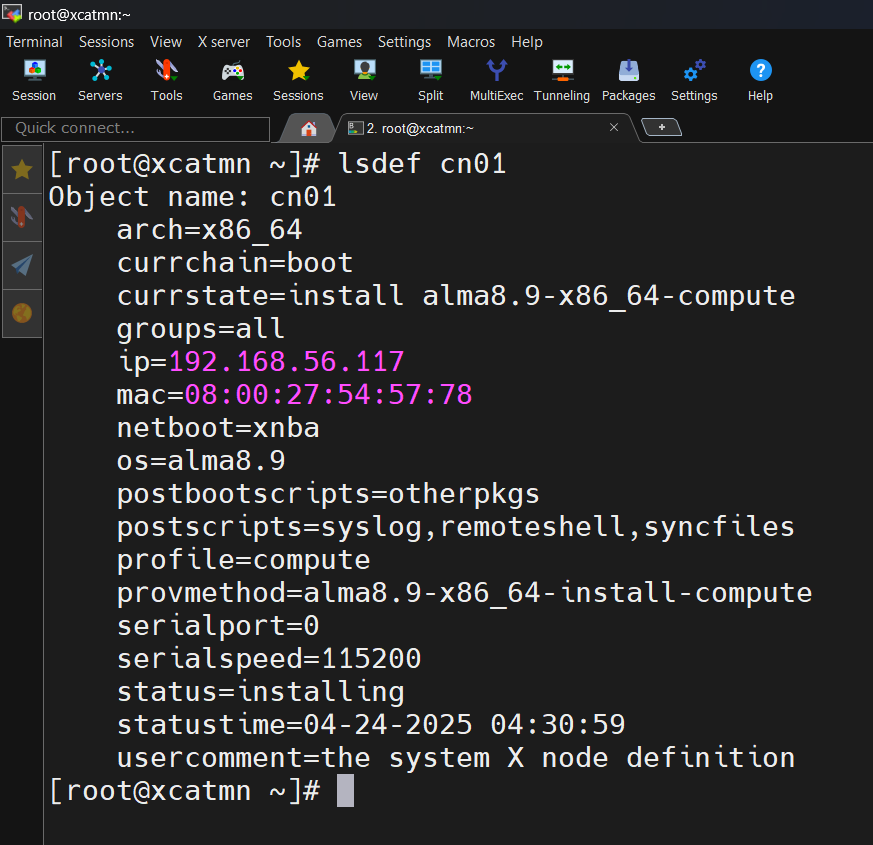 root@xcatmn:~
Terminal Sessions View X server Tools Games Settings Macros Help
Session Servers Tools Games Sessions View Split MultiExec Tunneling Packages Settings Help
Quick connect... 2. root@xcatmn:~
[root@xcatmn ~]# lsdef cn01
Object name: cn01
    arch=x86_64
    currchain=boot
    currstate=install alma8.9-x86_64-compute
    groups=all
    ip=192.168.56.117
    mac=08:00:27:54:57:78
    netboot=xnba
    os=alma8.9
    postbootscripts=otherpkgs
    postscripts=syslog,remoteshell,syncfiles
    profile=compute
    provmethod=alma8.9-x86_64-install-compute
    serialport=0
    serialspeed=115200
    status=installing
    statustime=04-24-2025 04:30:59
    usercomment=the system X node definition
[root@xcatmn ~]#